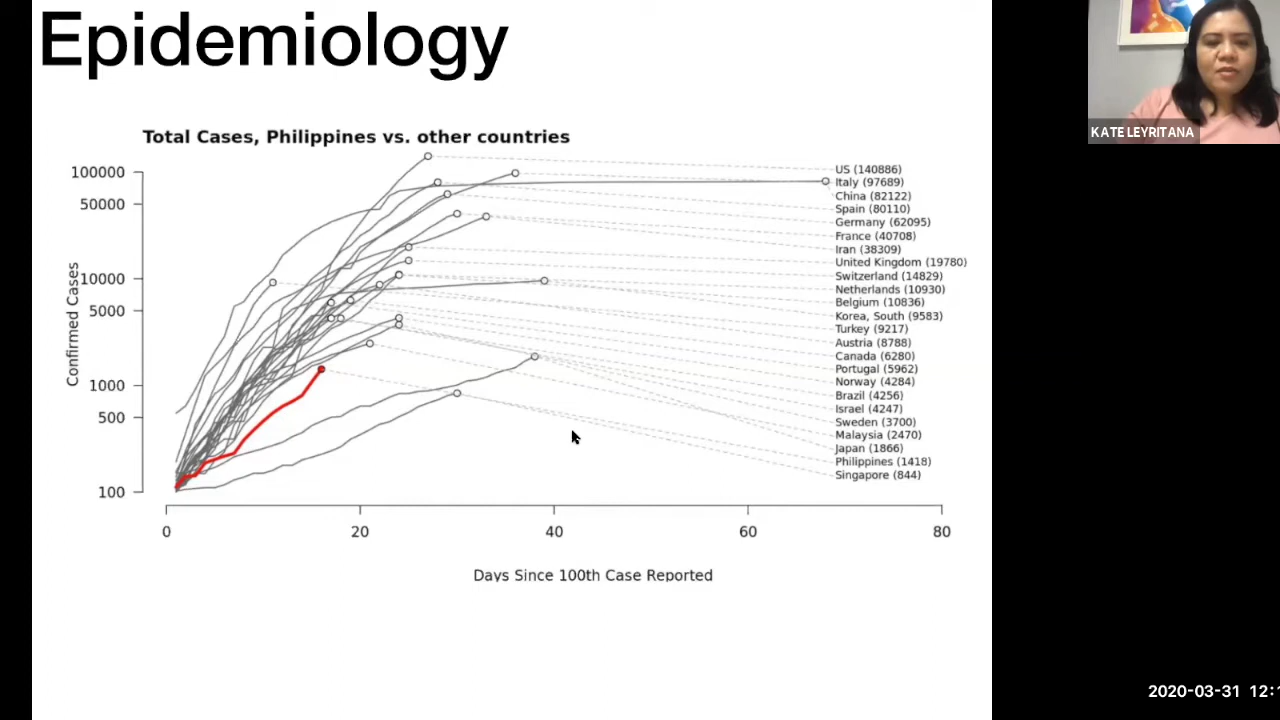 Epidemiology
KATE LEYRITANA
Total Cases, Philippines vs. other countries
Confirmed Cases
100000
50000
10000
5000
1000
500
100
US (140886)
Italy (97689)
China (82122)
Spain (80110)
Germany (62095)
France (40708)
Iran (38309)
United Kingdom (19780)
Switzerland (14829)
Netherlands (10930)
Belgium (10836)
Korea, South (9583)
Turkey (9217)
Austria (8788)
Canada (6280)
Portugal (5962)
Norway (4284)
Brazil (4256)
Israel (4247)
Sweden (3700)
Malaysia (2470)
Japan (1866)
Philippines (1418)
Singapore (844)
0 20 40 60 80
Days Since 100th Case Reported
2020-03-31 12: